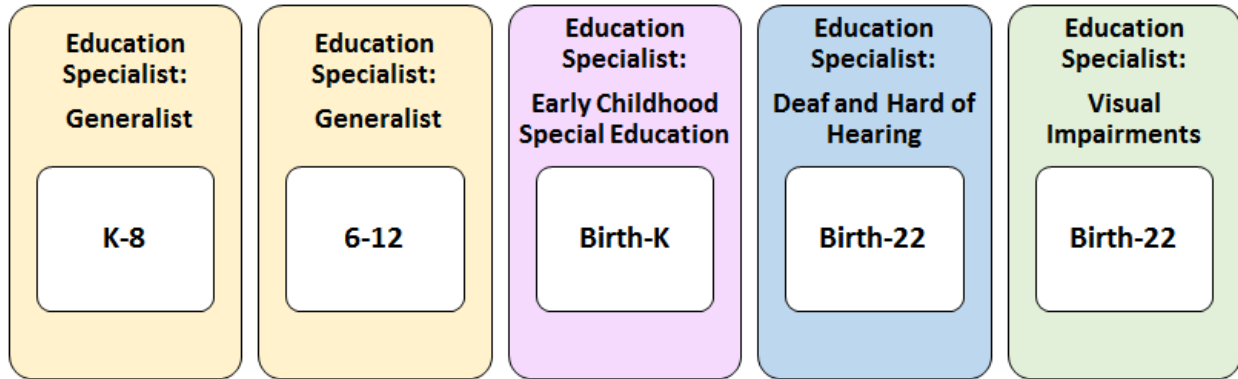 Education
Specialist:
Generalist
K-8
Education
Specialist:
Generalist
6-12
Education
Specialist:
Early Childhood
Special Education
Birth-K
Education
Specialist:
Deaf and Hard of
Hearing
Birth-22
Education
Specialist:
Visual
Impairments
Birth-22